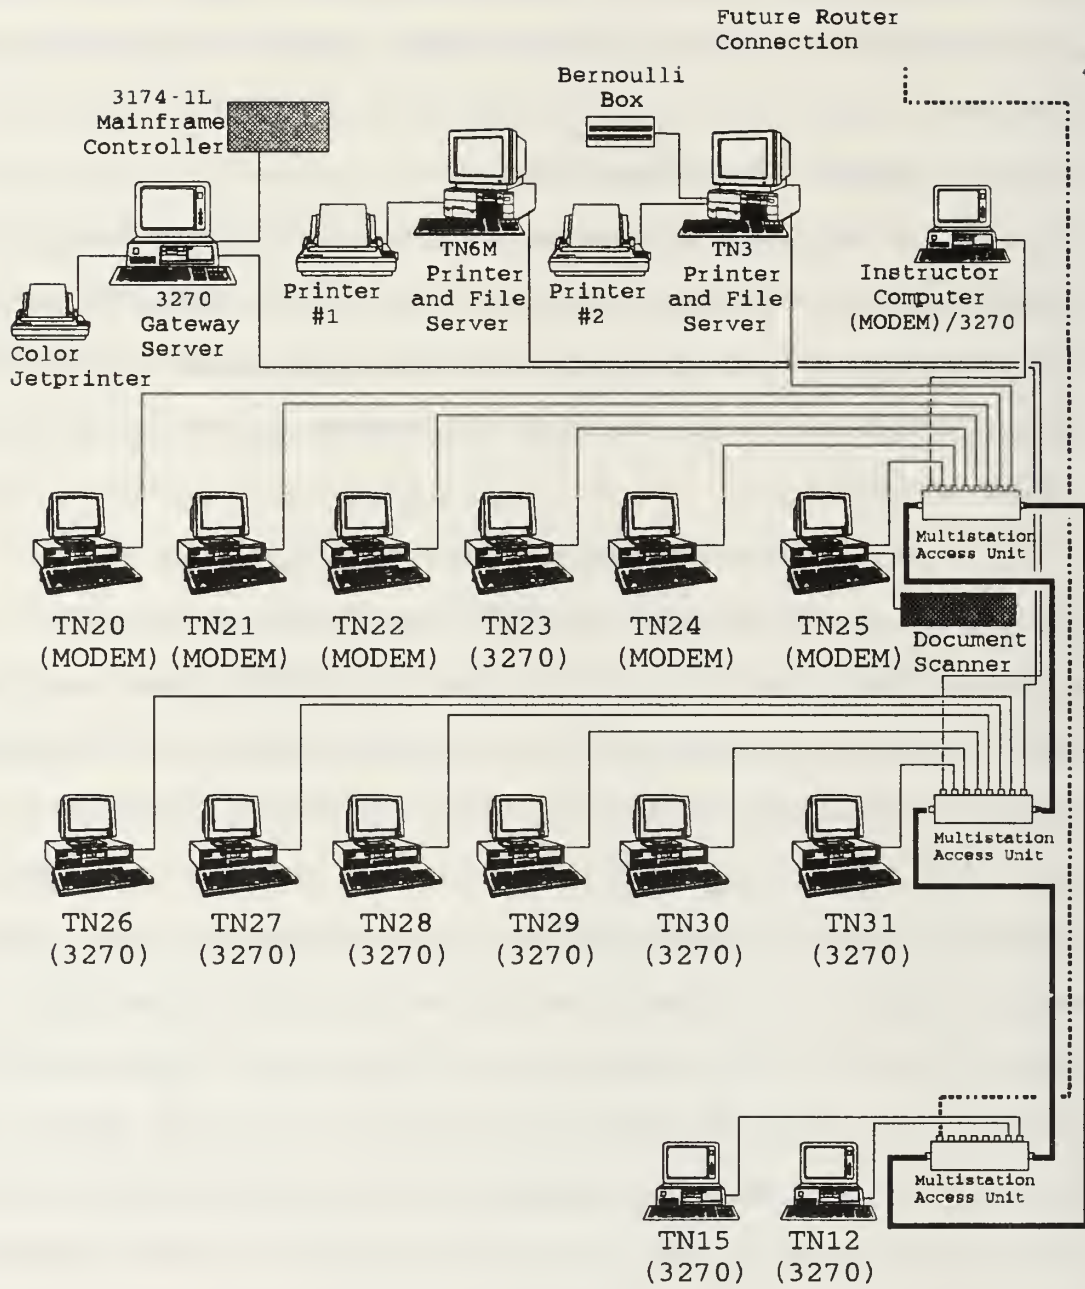 Future Router
Connection
Bernoulli
Box
3174-1L
Mainframe
Controller
TN6M
Printer
and File
Server
TN3
Printer
and File
Server
Printer
#1
Printer
#2
Instructor
Computer
(MODEM)/3270
3270
Gateway
Server
Color
Jetprinter
Multistation
Access Unit
TN20
(MODEM)
TN21
(MODEM)
TN22
(MODEM)
TN23
(3270)
TN24
(MODEM)
TN25
(MODEM)
Document
Scanner
Multistation
Access Unit
TN26
(3270)
TN27
(3270)
TN28
(3270)
TN29
(3270)
TN30
(3270)
TN31
(3270)
Multistation
Access Unit
TN15
(3270)
TN12
(3270)